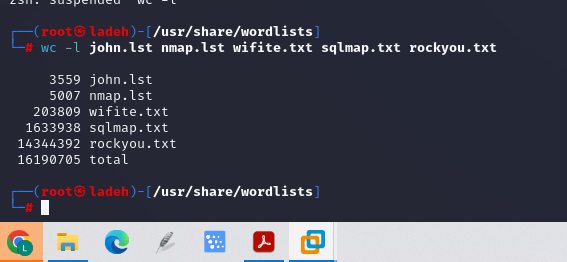 zsh: suspended  wc -l
┌──(root㉿ladeh)-[/usr/share/wordlists]
└─# wc -l john.lst nmap.lst wifite.txt sqlmap.txt rockyou.txt
3559 john.lst
5007 nmap.lst
203809 wifite.txt
1633938 sqlmap.txt
14344392 rockyou.txt
16190705 total
┌──(root㉿ladeh)-[/usr/share/wordlists]
└─#
L